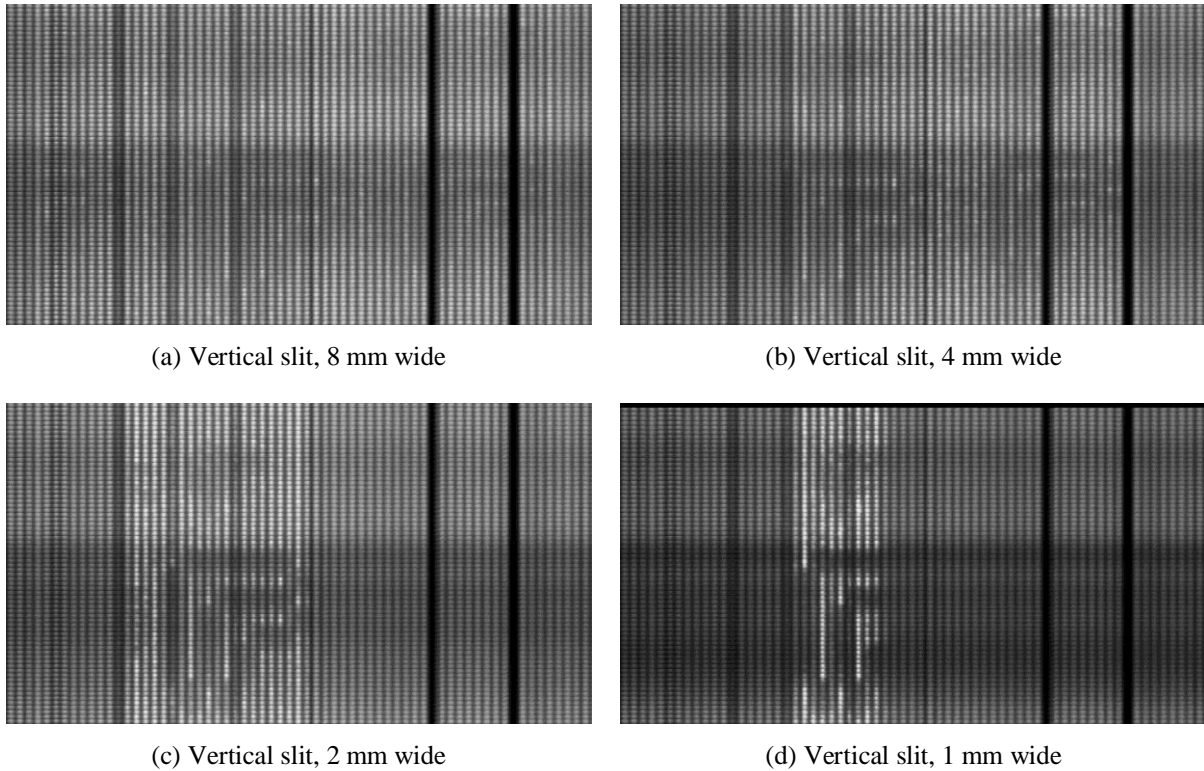 (a) Vertical slit, 8 mm wide
(b) Vertical slit, 4 mm wide
(c) Vertical slit, 2 mm wide
(d) Vertical slit, 1 mm wide